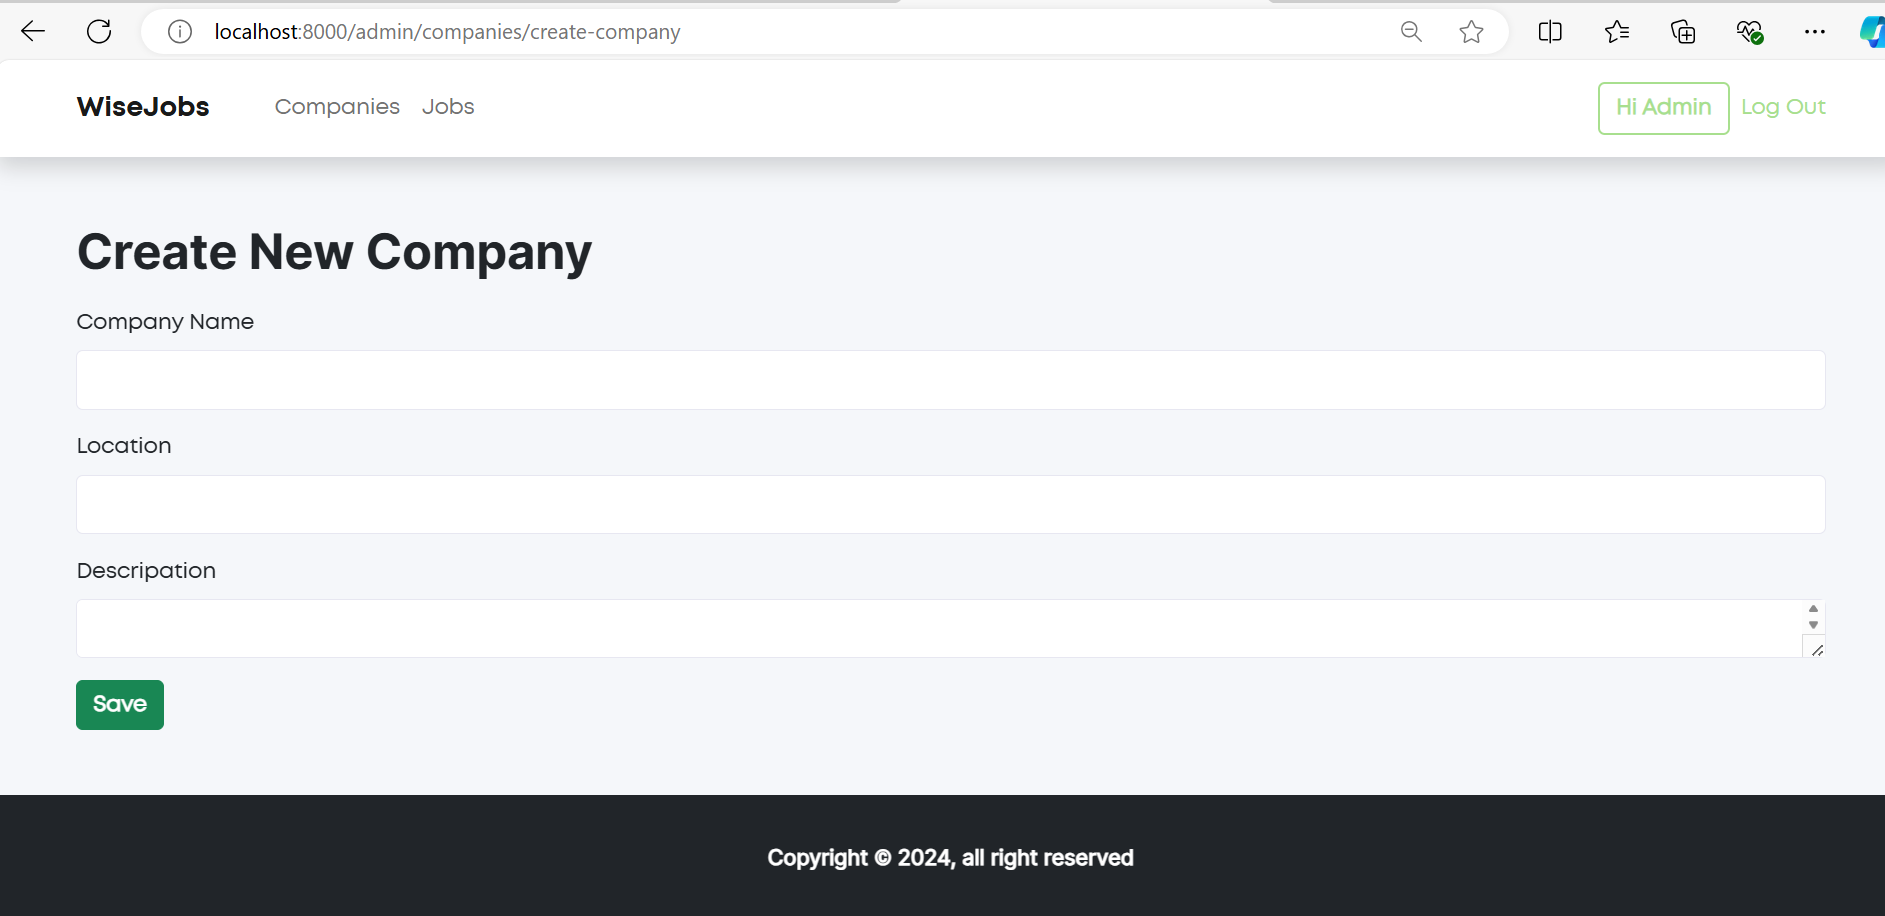 localhost:8000/admin/companies/create-company
WiseJobs Companies Jobs Hi Admin Log Out
Create New Company
Company Name
Location
Descripation
Save
Copyright © 2024, all right reserved